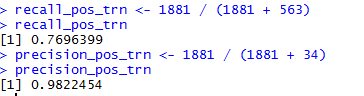 > recall_pos_trn <- 1881 / (1881 + 563)
> recall_pos_trn
[1] 0.7696399
> precision_pos_trn <- 1881 / (1881 + 34)
> precision_pos_trn
[1] 0.9822454